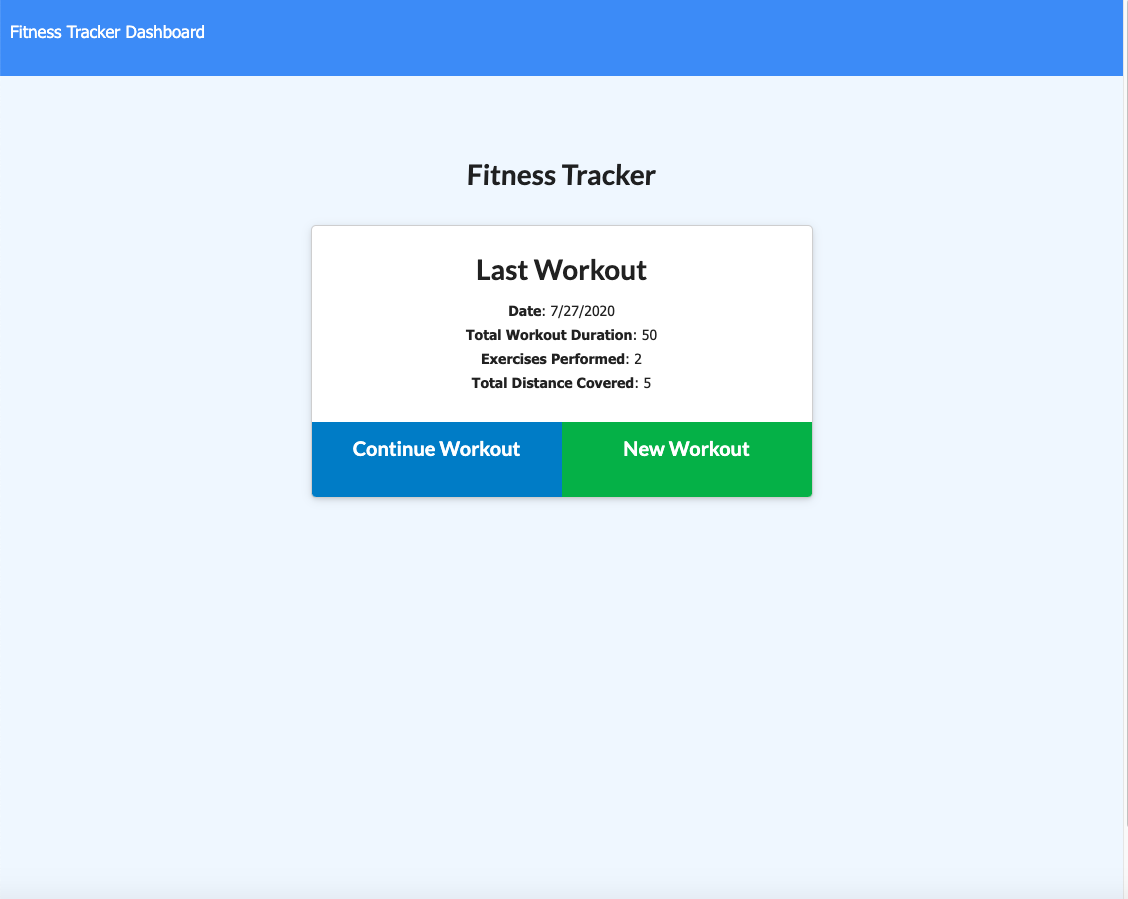 Fitness Tracker Dashboard
Fitness Tracker
Last Workout
Date: 7/27/2020
Total Workout Duration: 50
Exercises Performed: 2
Total Distance Covered: 5
Continue Workout
New Workout